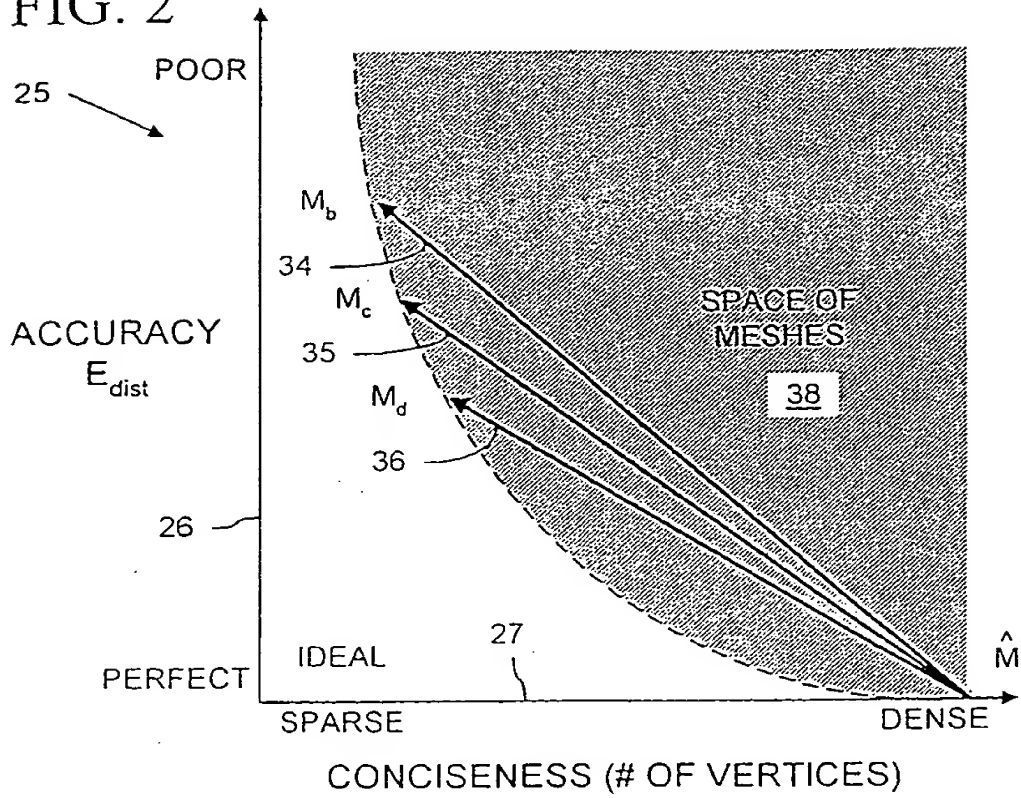 FIG. 2
POOR
25
M_b
34
M_c
SPACE OF
MESHES
ACCURACY
E_dist
35
38
M_d
36
26
27
IDEAL
M̂
PERFECT
SPARSE
DENSE
CONCISENESS (# OF VERTICES)